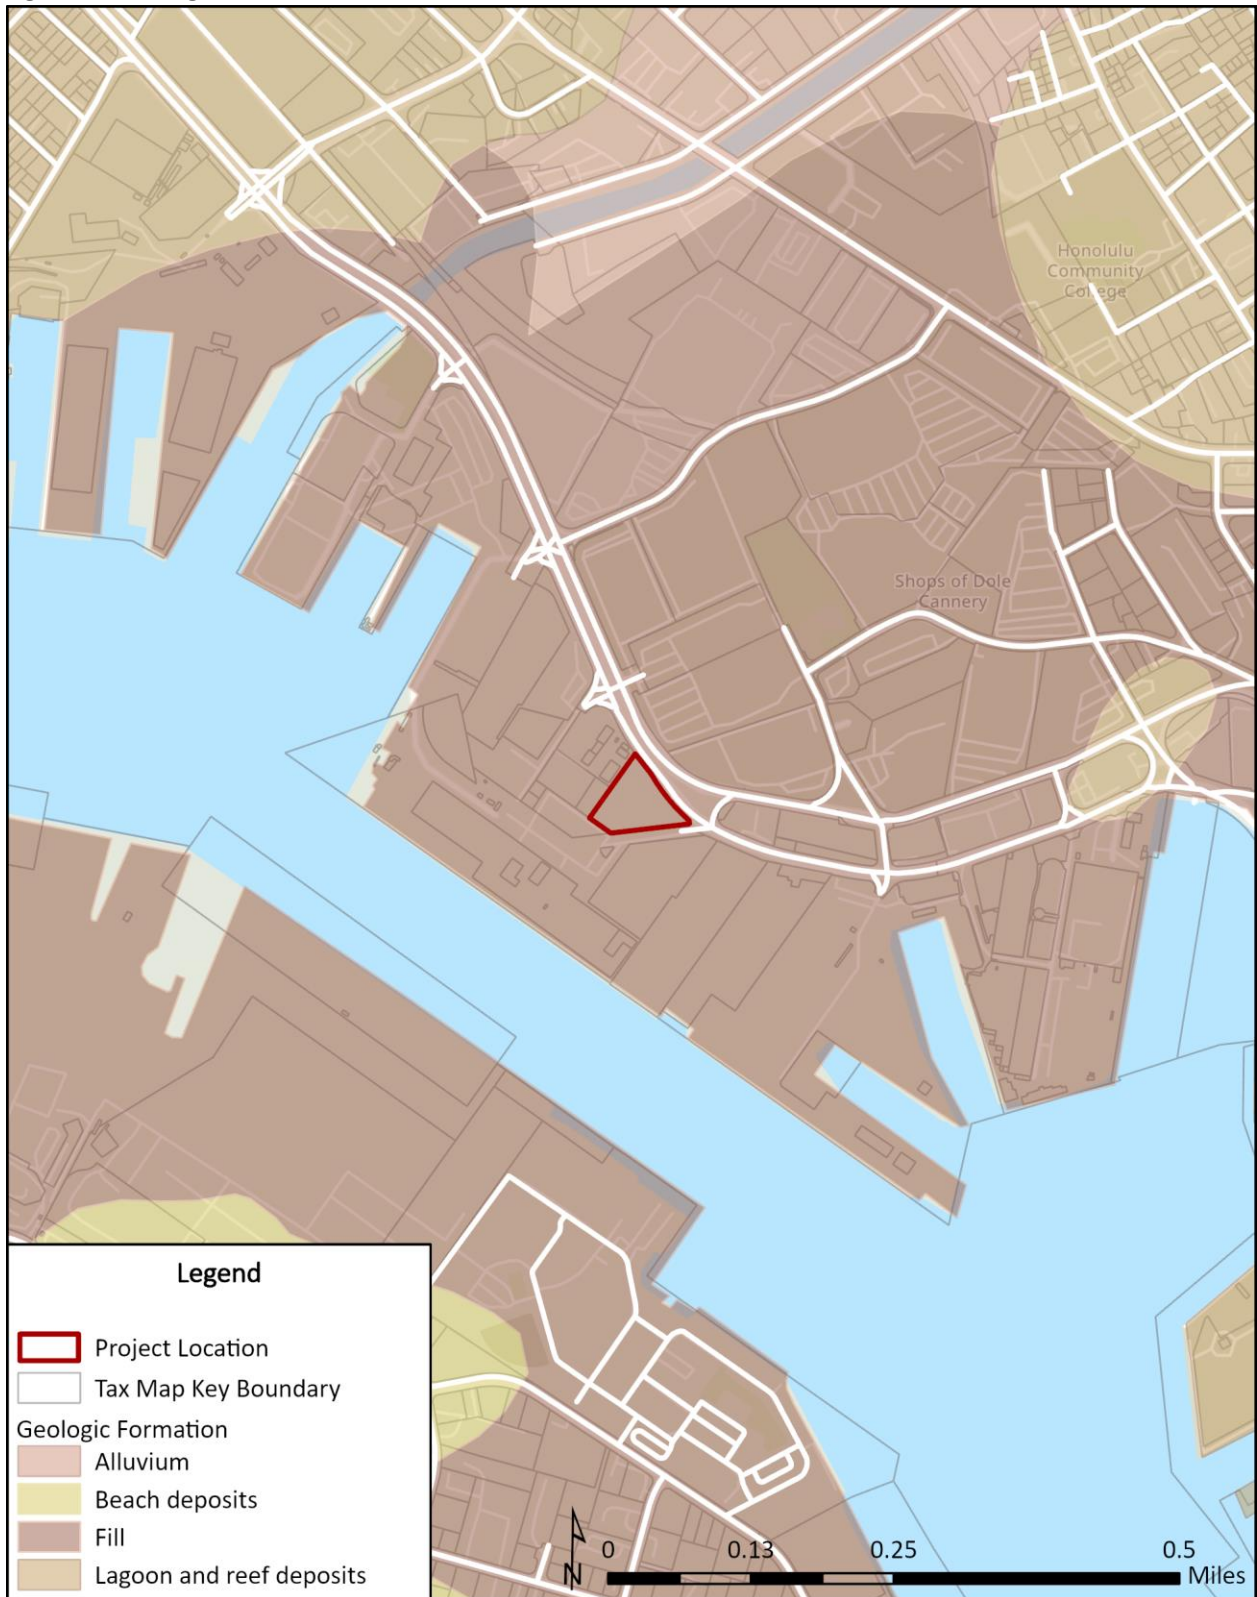 Honolulu
Community
College
Shops of Dole
Cannery
Legend
Project Location
Tax Map Key Boundary
Geologic Formation
Alluvium
Beach deposits
Fill
Lagoon and reef deposits
N
0 0.13 0.25 0.5
Miles